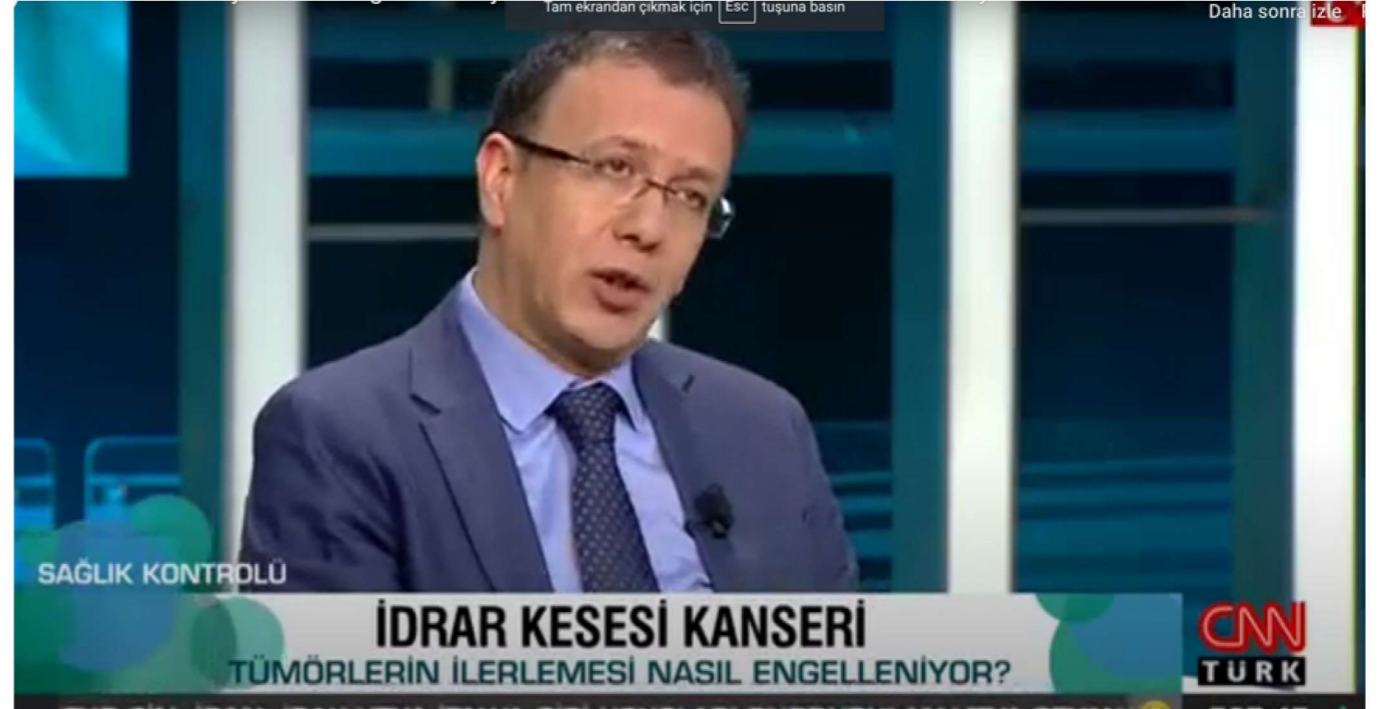 Tam ekrandan çıkmak için Esc tuşuna basın
Daha sonra izle
SAĞLIK KONTROLÜ
İDRAR KESESİ KANSERİ
TÜMÖRLERİN İLERLEMESİ NASIL ENGELLENİYOR?
CNN
TÜRK